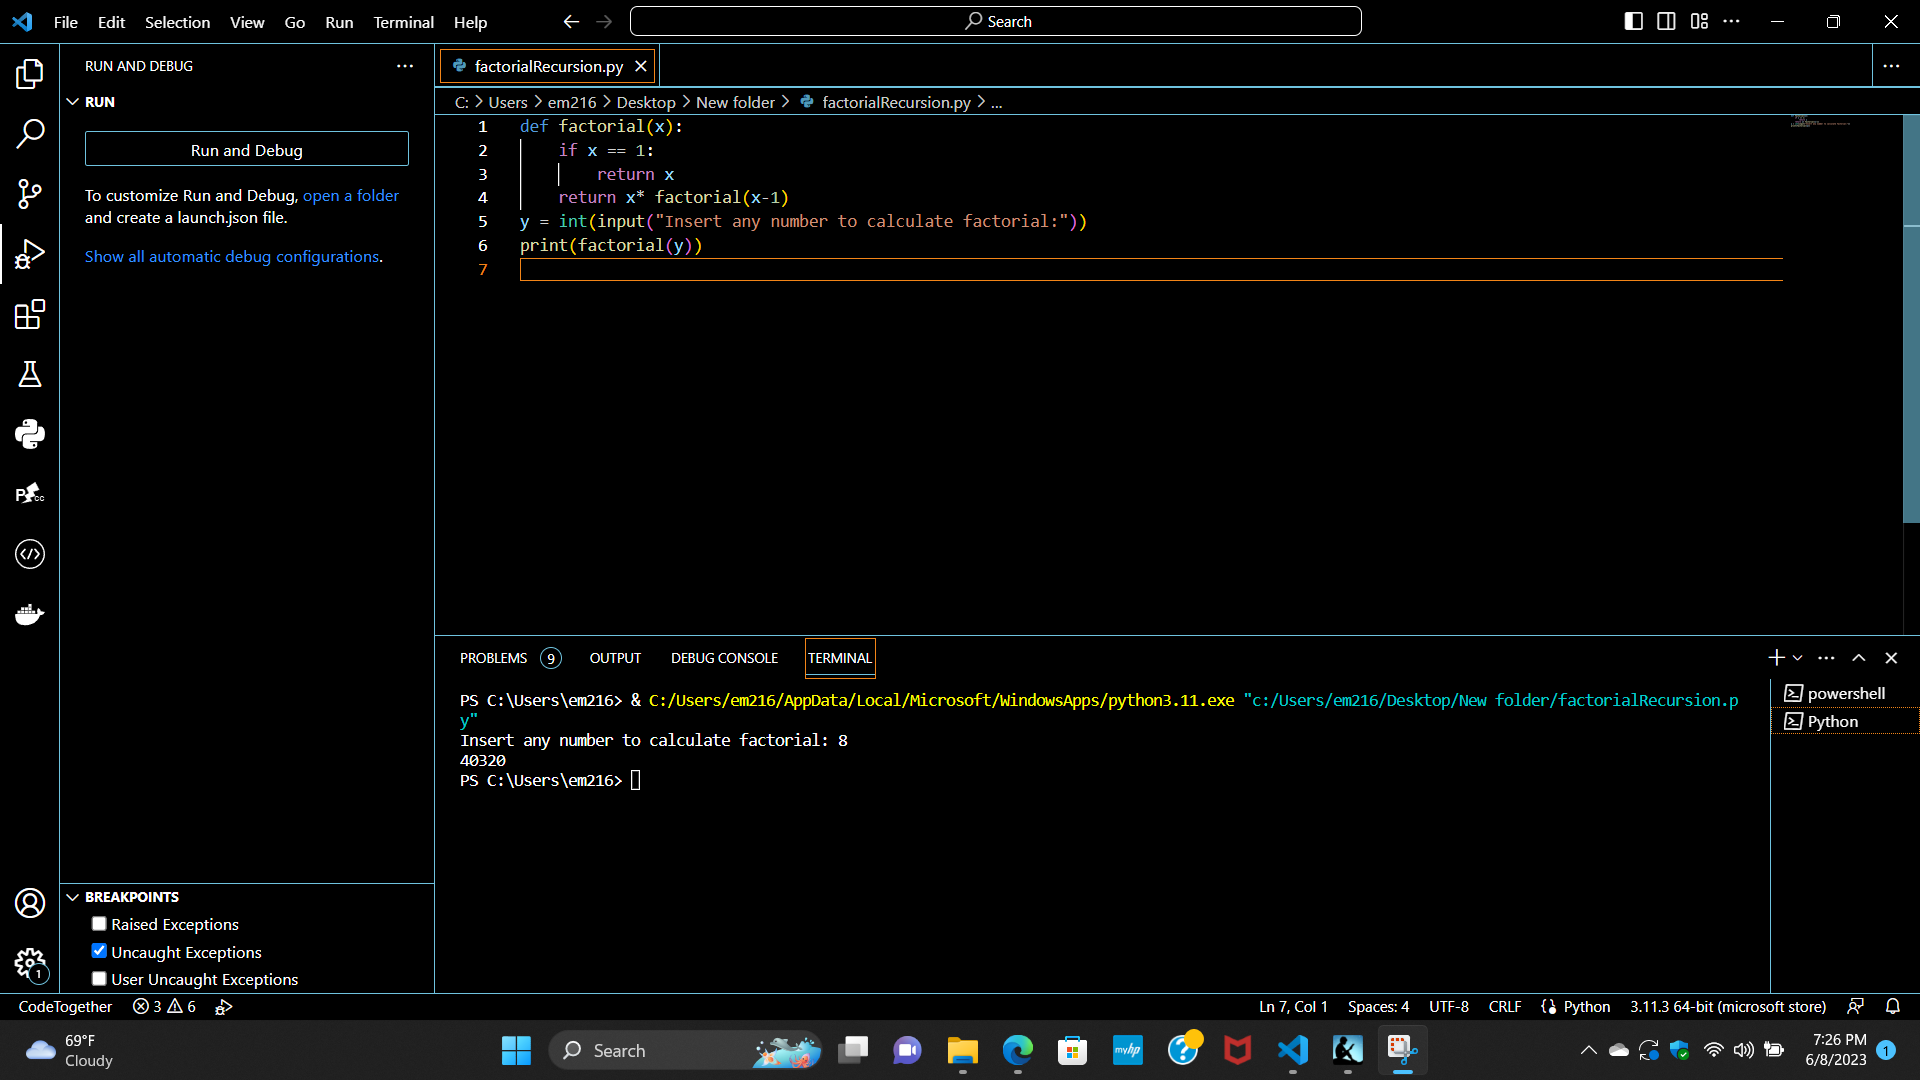 File Edit Selection View Go Run Terminal Help
Search
RUN AND DEBUG
RUN
Run and Debug
To customize Run and Debug, open a folder
and create a launch.json file.
Show all automatic debug configurations.
factorialRecursion.py
C: > Users > em216 > Desktop > New folder > factorialRecursion.py > ...
1 def factorial(x):
2     if x == 1:
3         return x
4     return x* factorial(x-1)
5 y = int(input("Insert any number to calculate factorial:"))
6 print(factorial(y))
7
PROBLEMS 9 OUTPUT DEBUG CONSOLE TERMINAL
PS C:\Users\em216> & C:/Users/em216/AppData/Local/Microsoft/WindowsApps/python3.11.exe "c:/Users/em216/Desktop/New folder/factorialRecursion.p
y"
Insert any number to calculate factorial: 8
40320
PS C:\Users\em216>
powershell
Python
BREAKPOINTS
Raised Exceptions
Uncaught Exceptions
User Uncaught Exceptions
1
CodeTogether 3 6
Ln 7, Col 1 Spaces: 4 UTF-8 CRLF Python 3.11.3 64-bit (microsoft store)
69°F
Cloudy
Search
myhp
7:26 PM
6/8/2023
1